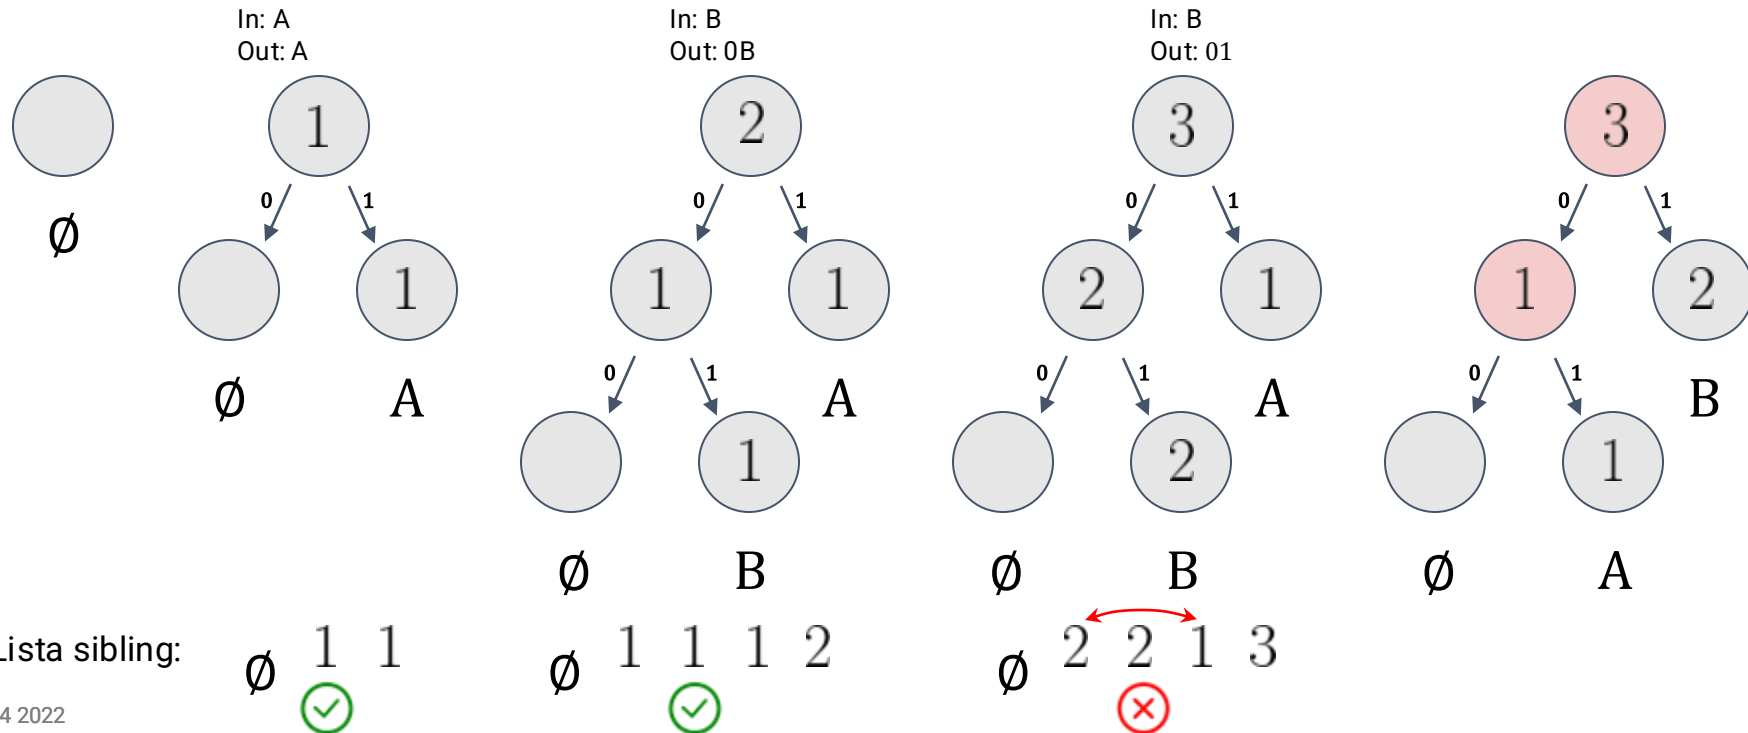 In: A
Out: A
In: B
Out: 0B
In: B
Out: 01
1
2
3
3
0 1
0 1
0 1
0 1
∅
1
1 1
2 1
1 2
0 1
0 1
0 1
∅ A
A
A
B
1
2
1
∅ B
∅ B
∅ A
Lista sibling: ∅ 1 1
∅ 1 1 1 2
∅ 2 2 1 3
4 2022